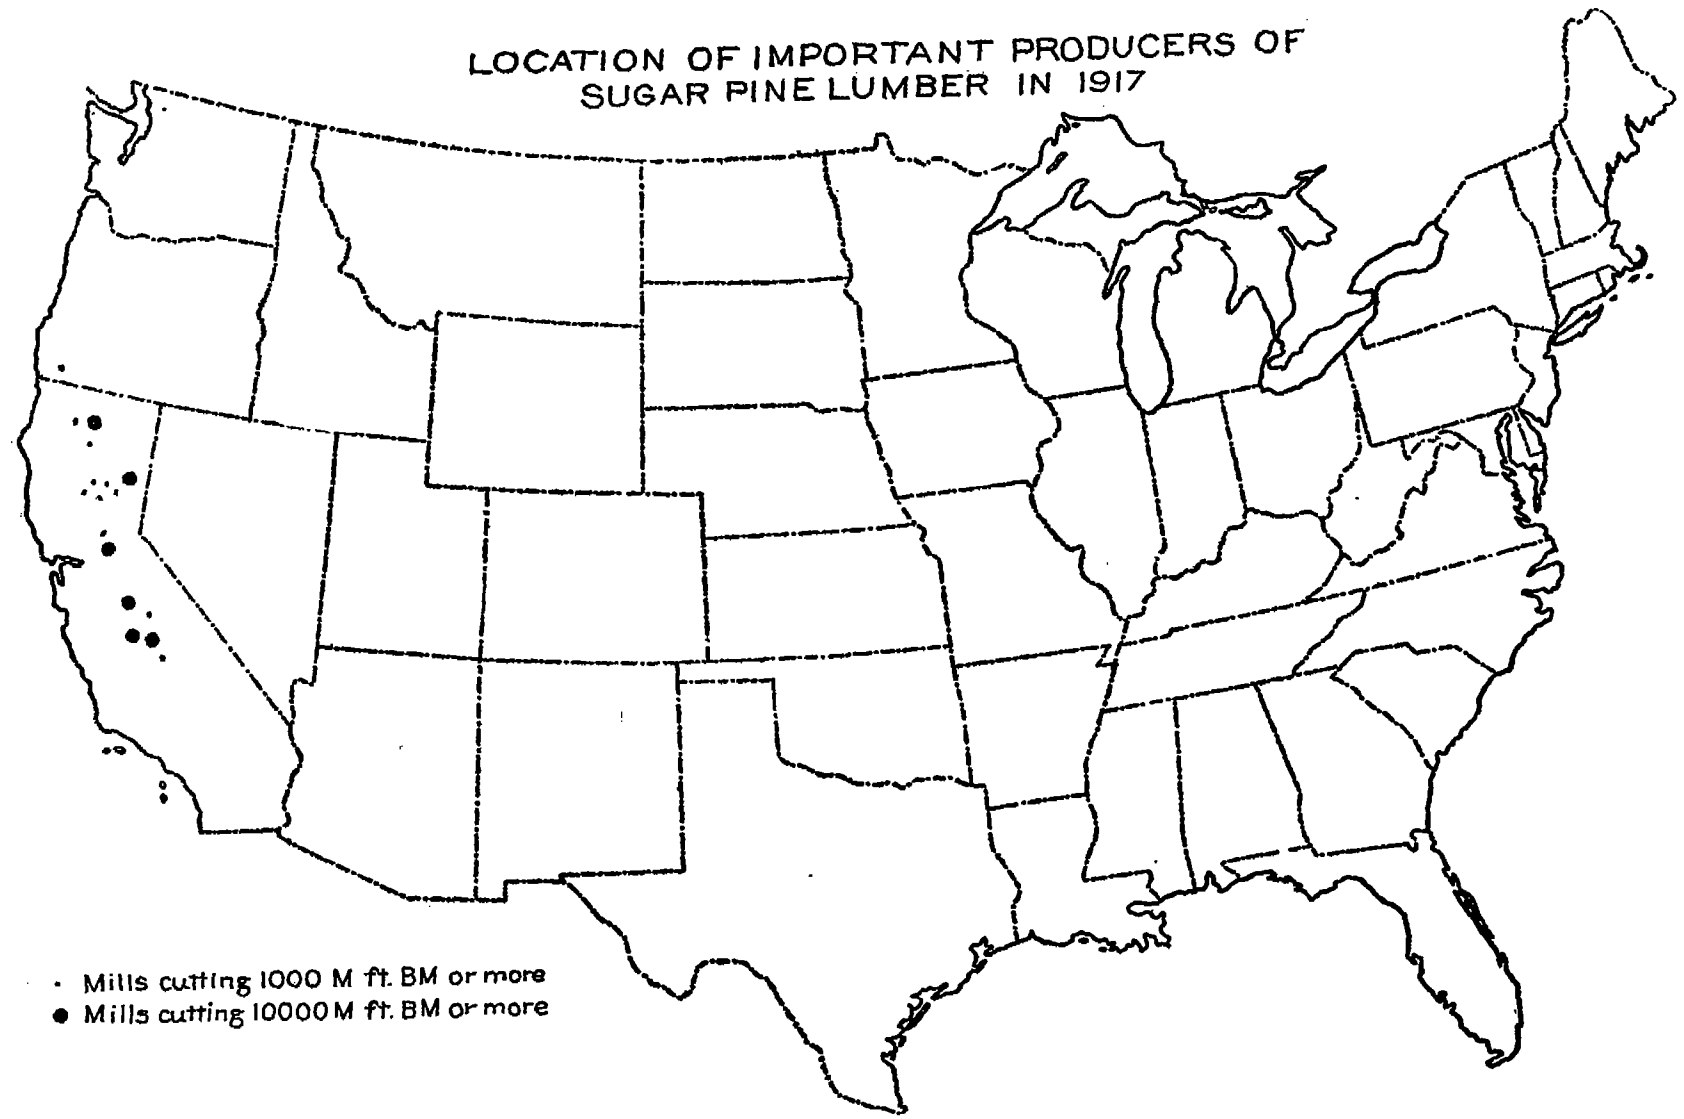 LOCATION OF IMPORTANT PRODUCERS OF
SUGAR PINE LUMBER IN 1917
Mills cutting 1000 M ft. BM or more
Mills cutting 10000 M ft. BM or more